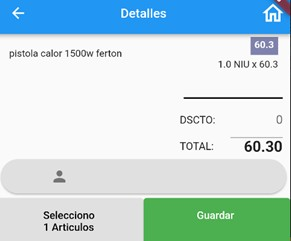 Detalles
60.3
pistola calor 1500w ferton
1.0 NIU x 60.3
DSCTO: 0
TOTAL: 60.30
Selecciono
1 Articulos
Guardar